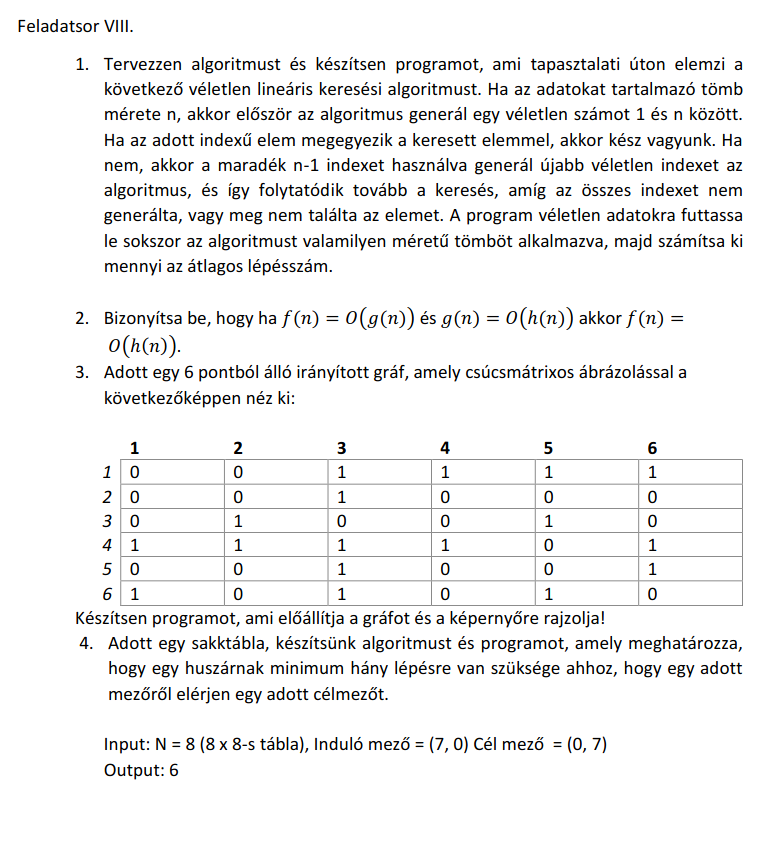 Feladatsor VIII.
1. Tervezzen algoritmust és készítsen programot, ami tapasztalati úton elemzi a
következő véletlen lineáris keresési algoritmust. Ha az adatokat tartalmazó tömb
mérete n, akkor először az algoritmus generál egy véletlen számot 1 és n között.
Ha az adott indexű elem megegyezik a keresett elemmel, akkor kész vagyunk. Ha
nem, akkor a maradék n-1 indexet használva generál újabb véletlen indexet az
algoritmus, és így folytatódik tovább a keresés, amíg az összes indexet nem
generálta, vagy meg nem találta az elemet. A program véletlen adatokra futtassa
le sokszor az algoritmust valamilyen méretű tömböt alkalmazva, majd számítsa ki
mennyi az átlagos lépésszám.
2. Bizonyítsa be, hogy ha f(n) = O(g(n)) és g(n) = O(h(n)) akkor f(n) =
O(h(n)).
3. Adott egy 6 pontból álló irányított gráf, amely csúcsmátrixos ábrázolással a
következőképpen néz ki:
1 2 3 4 5 6
1 0 0 1 1 1 1
2 0 0 1 0 0 0
3 0 1 0 0 1 0
4 1 1 1 1 0 1
5 0 0 1 0 0 1
6 1 0 1 0 1 0
Készítsen programot, ami előállítja a gráfot és a képernyőre rajzolja!
4. Adott egy sakktábla, készítsünk algoritmust és programot, amely meghatározza,
hogy egy huszárnak minimum hány lépésre van szüksége ahhoz, hogy egy adott
mezőről elérjen egy adott célmezőt.
Input: N = 8 (8 x 8-s tábla), Induló mező = (7, 0) Cél mező = (0, 7)
Output: 6